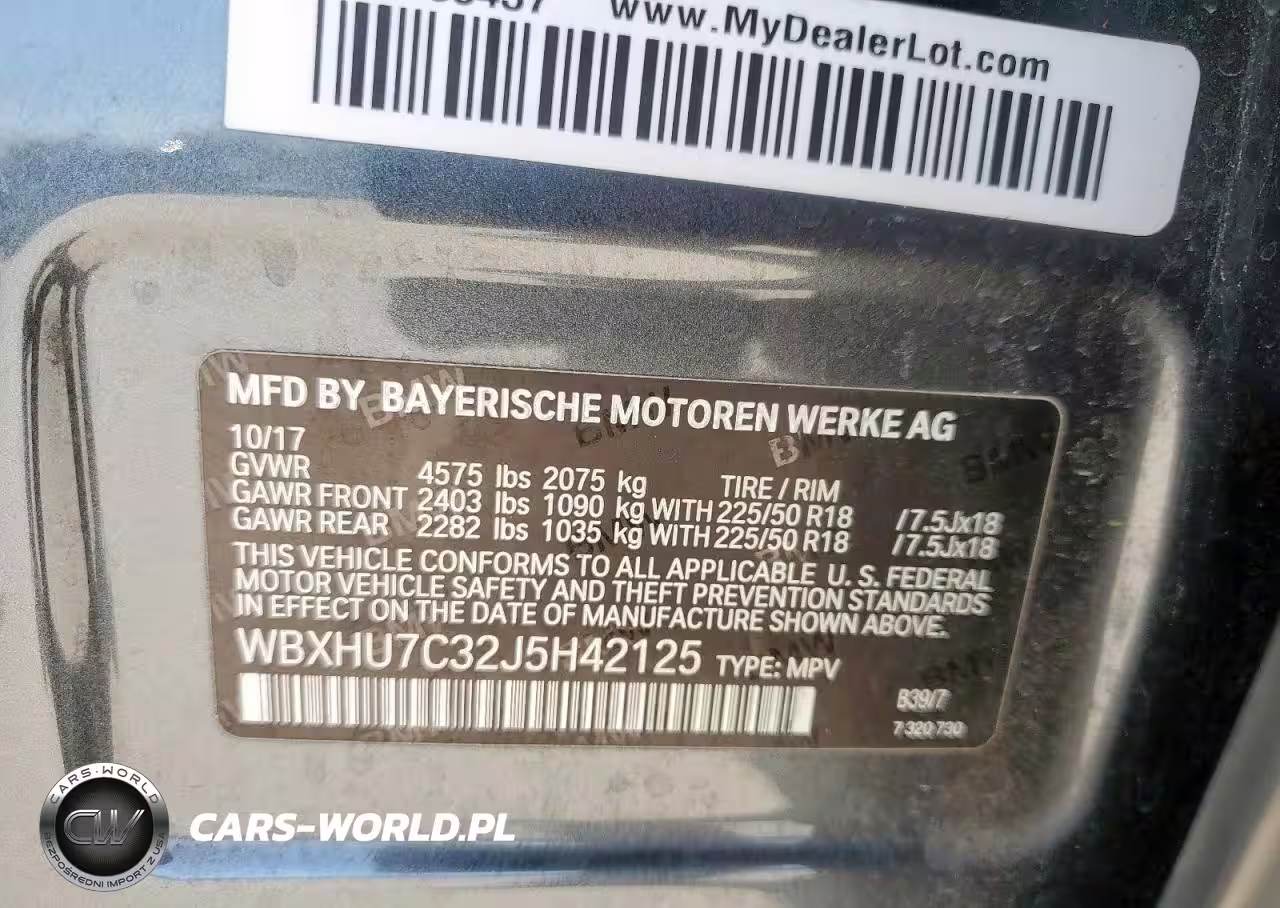 www.MyDealerLot.com
MFD BY BAYERISCHE MOTOREN WERKE AG
10/17
GVWR 4575 lbs 2075 kg TIRE / RIM
GAWR FRONT 2403 lbs 1090 kg WITH 225/50 R18 /7.5Jx18
GAWR REAR 2282 lbs 1035 kg WITH 225/50 R18 /7.5Jx18
THIS VEHICLE CONFORMS TO ALL APPLICABLE U. S. FEDERAL
MOTOR VEHICLE SAFETY AND THEFT PREVENTION STANDARDS
IN EFFECT ON THE DATE OF MANUFACTURE SHOWN ABOVE.
WBXHU7C32J5H42125 TYPE: MPV
B39/7
7 320 730
CARS-WORLD
CW
BEZPOŚREDNI IMPORT Z USA
CARS-WORLD.PL